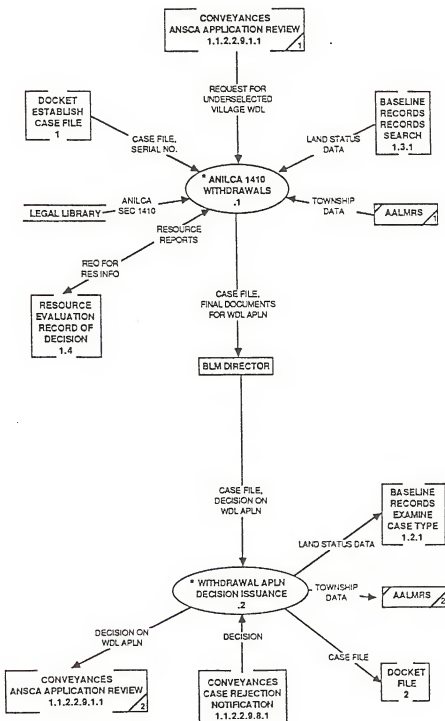 CONVEYANCES
ANSCA APPLICATION REVIEW
1.1.2.2.9.1.1
1
REQUEST FOR
UNDERSELECTED
VILLAGE WDL
DOCKET
ESTABLISH
CASE FILE
1
CASE FILE,
SERIAL NO.
LAND STATUS
DATA
BASELINE
RECORDS
RECORDS
SEARCH
1.3.1
* ANILCA 1410
WITHDRAWALS
.1
LEGAL LIBRARY
ANILCA
SEC 1410
TOWNSHIP
DATA
AALMRS
1
RESOURCE
REPORTS
REQ FOR
RES INFO
RESOURCE
EVALUATION
RECORD OF
DECISION
1.4
CASE FILE,
FINAL DOCUMENTS
FOR WDL APLN
BLM DIRECTOR
CASE FILE,
DECISION ON
WDL APLN
BASELINE
RECORDS
EXAMINE
CASE TYPE
1.2.1
LAND STATUS DATA
* WITHDRAWAL APLN
DECISION ISSUANCE
.2
TOWNSHIP
DATA
AALMRS
2
DECISION ON
WDL APLN
DECISION
CASE FILE
CONVEYANCES
ANSCA APPLICATION REVIEW
1.1.2.2.9.1.1
2
CONVEYANCES
CASE REJECTION
NOTIFICATION
1.1.2.2.9.8.1
DOCKET
FILE
2